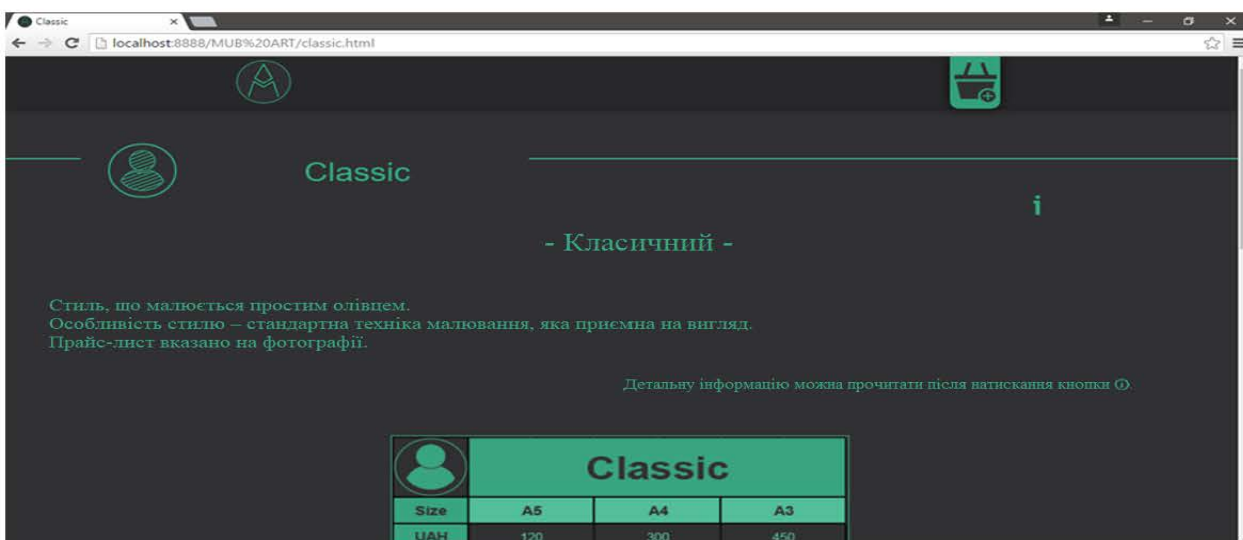 Classic
localhost:8888/MUB%20ART/classic.html
Classic
i
- Класичний -
Стиль, що малюється простим олівцем.
Особливість стилю – стандартна техніка малювання, яка приємна на вигляд.
Прайс-лист вказано на фотографії.
Детальну інформацію можна прочитати після натискання кнопки ⓘ.
Classic
Size A5 A4 A3
UAH 120 300 450